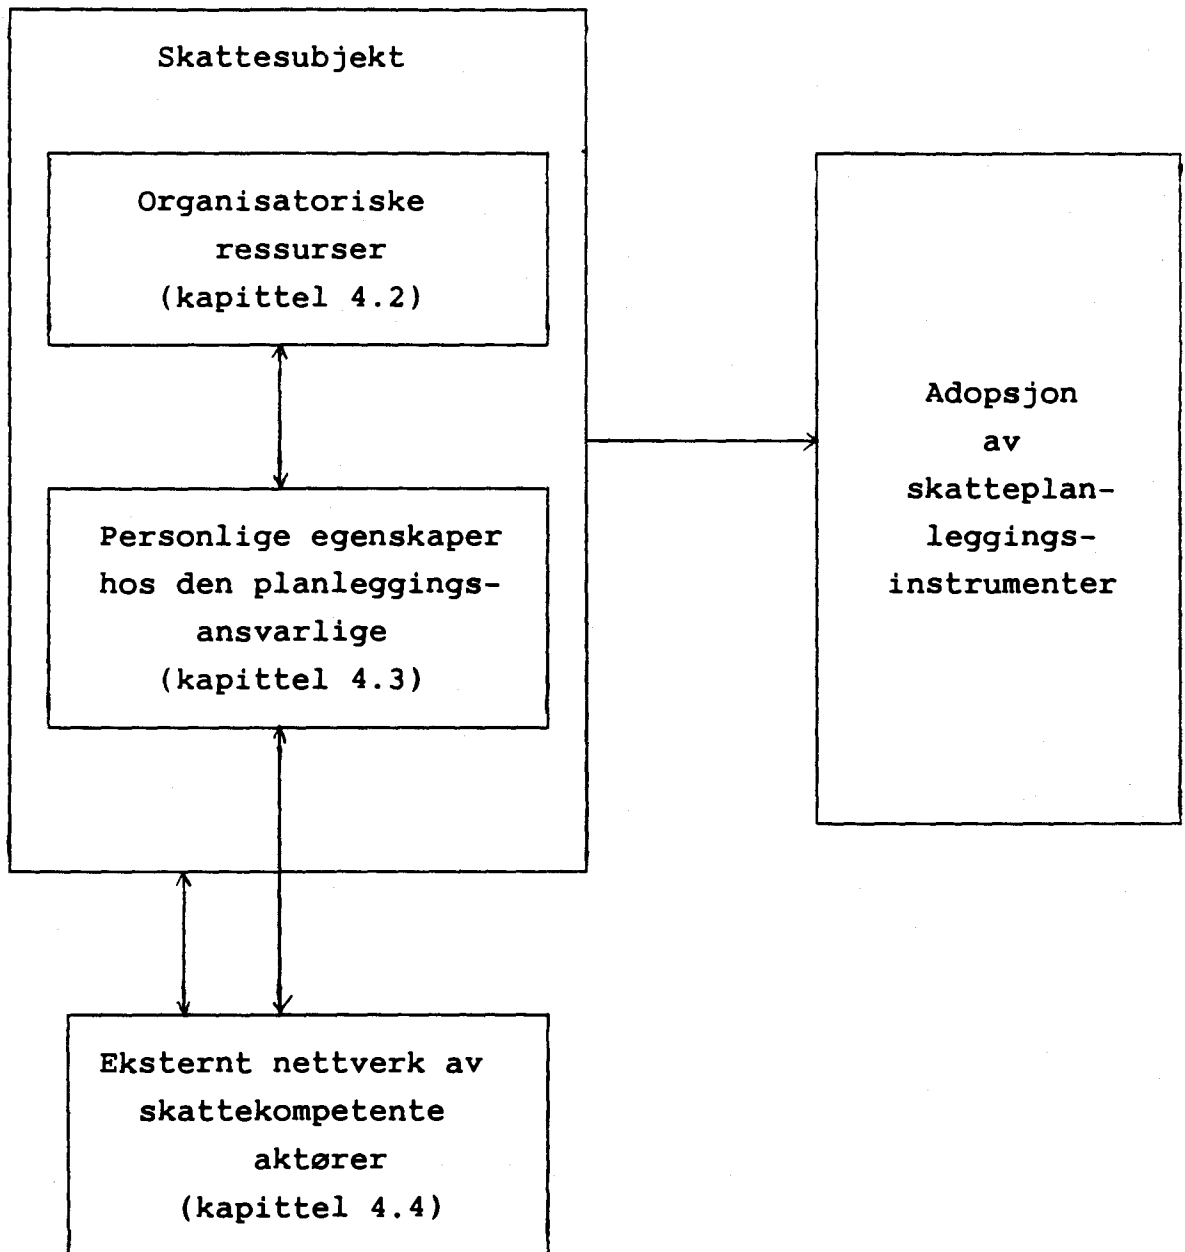 Skattesubjekt
Organisatoriske
ressurser
(kapittel 4.2)
Personlige egenskaper
hos den planleggings-
ansvarlige
(kapittel 4.3)
Eksternt nettverk av
skattekompetente
aktører
(kapittel 4.4)
Adopsjon
av
skatteplan-
leggings-
instrumenter